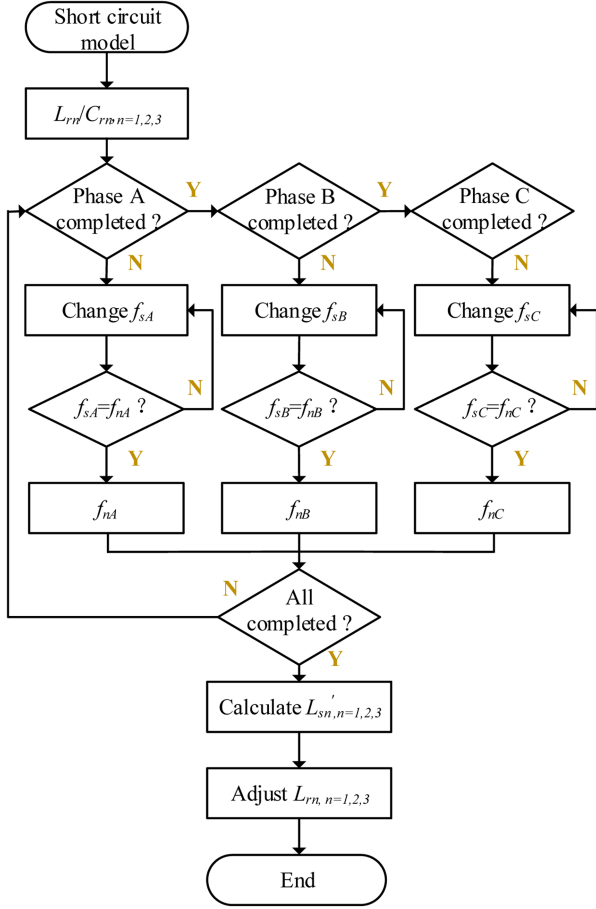 Short circuit
model
Lrn/Crn,n=1,2,3
Phase A
completed ?
Y
Phase B
completed ?
Y
Phase C
completed ?
N
N
N
Change fsA
Change fsB
Change fsC
fsA=fnA ?
N
fsB=fnB ?
N
fsC=fnC ?
N
Y
Y
Y
fnA
fnB
fnC
N
All
completed ?
Y
Calculate Lsn',n=1,2,3
Adjust Lrn, n=1,2,3
End